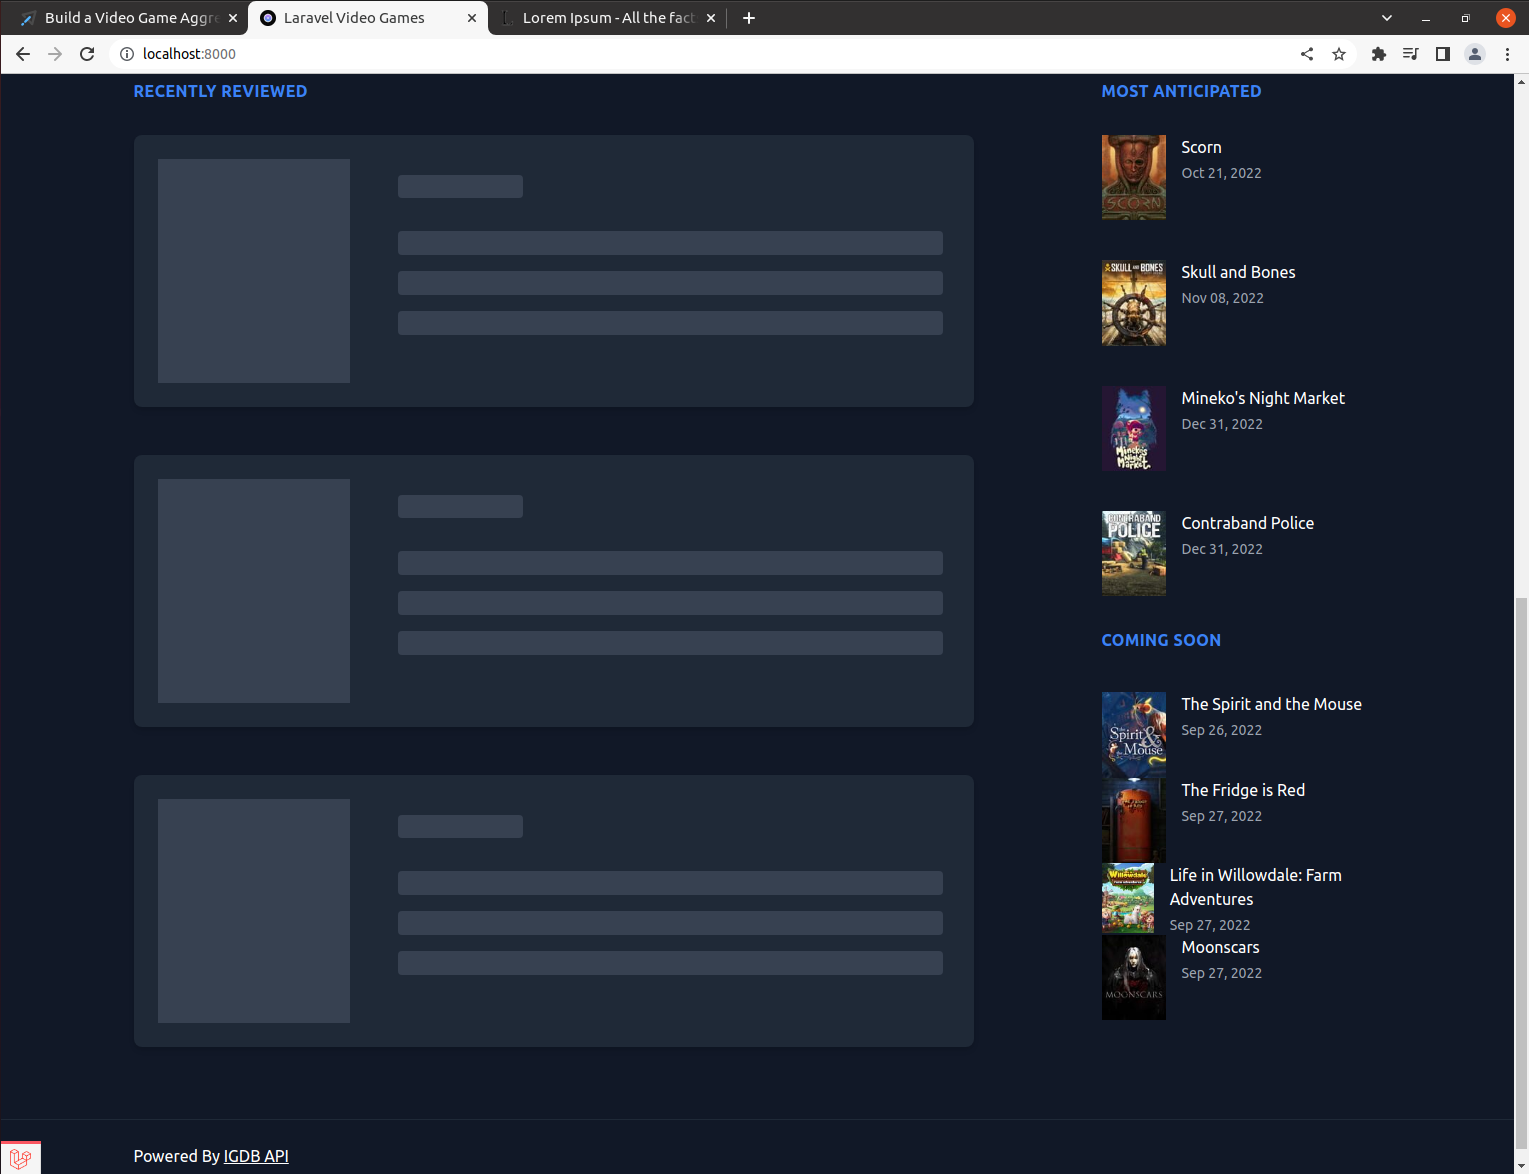 Build a Video Game Aggre
Laravel Video Games
Lorem Ipsum - All the fact
localhost:8000
RECENTLY REVIEWED
MOST ANTICIPATED
SCORN
Scorn
Oct 21, 2022
SKULL AND BONES
Skull and Bones
Nov 08, 2022
Mineko's
Night
Market
Mineko's Night Market
Dec 31, 2022
CONTRABAND
POLICE
Contraband Police
Dec 31, 2022
COMING SOON
Spirit &
Mouse
The Spirit and the Mouse
Sep 26, 2022
The Fridge is Red
Sep 27, 2022
Willowdale
Life in Willowdale: Farm
Adventures
Sep 27, 2022
MOONSCARS
Moonscars
Sep 27, 2022
Powered By IGDB API